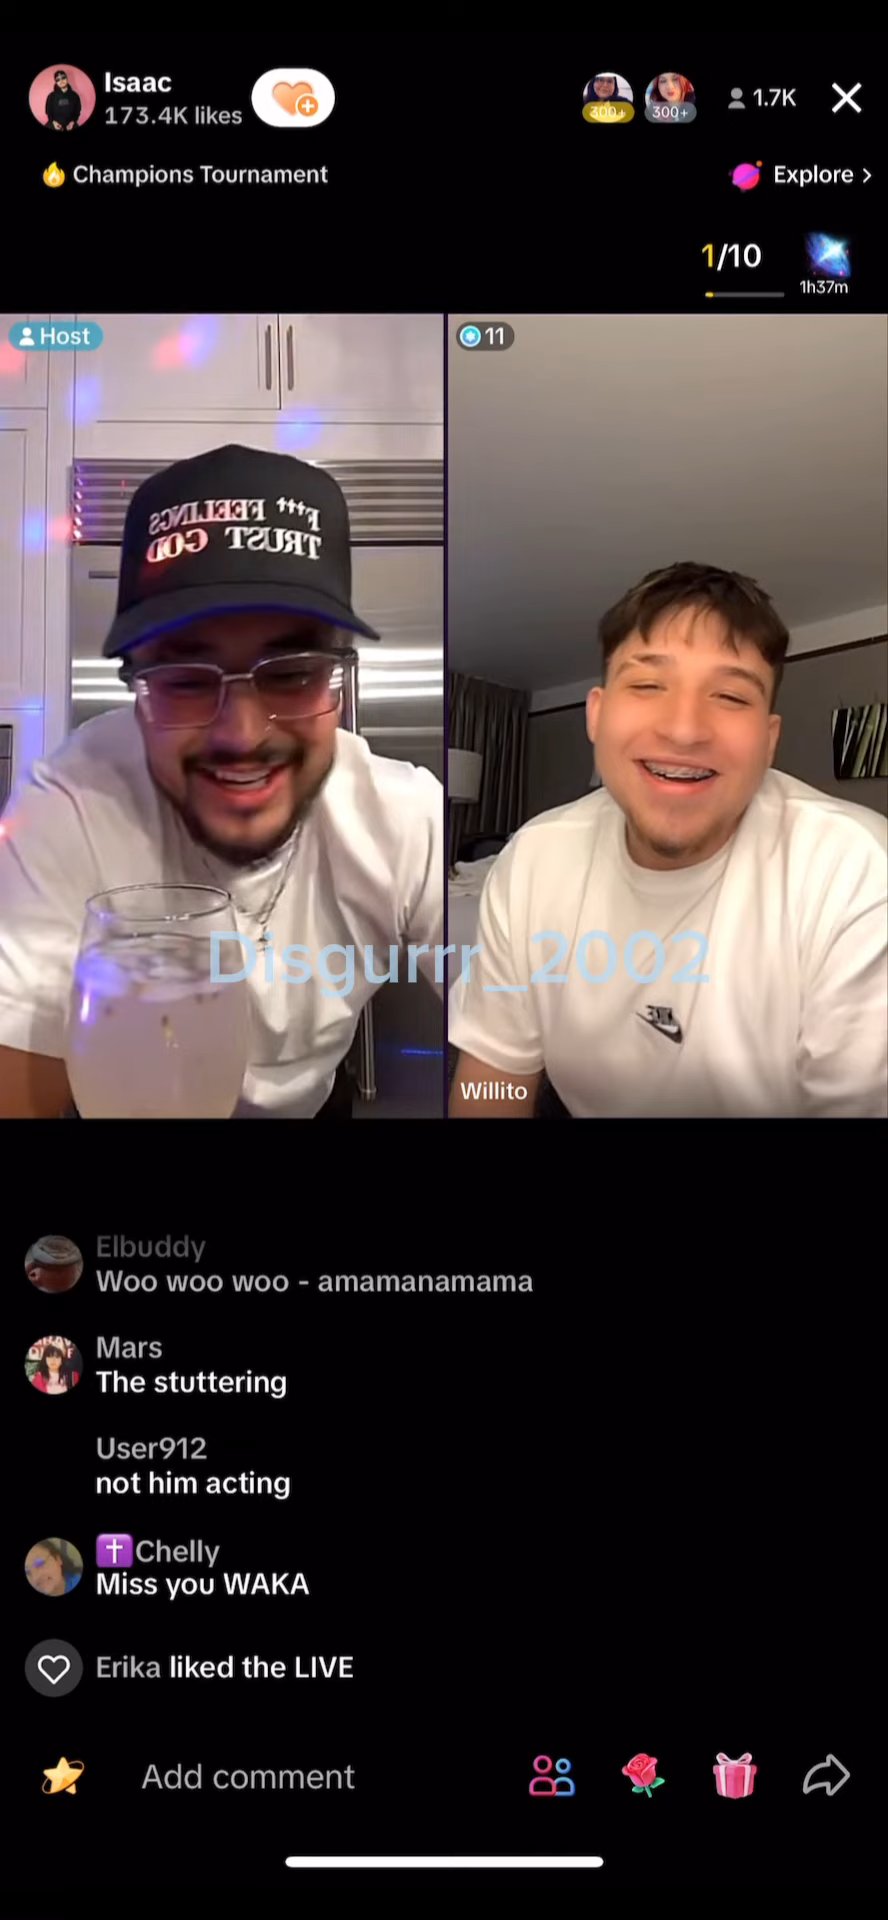 Isaac
173.4K likes
300+
300+
1.7K
🔥 Champions Tournament
Explore >
1/10
1h37m
Host
11
F*** FEELINGS
TRUST GOD
NIKE
Disgurrr_2002
Willito
Elbuddy
Woo woo woo - amamanamama
Mars
The stuttering
User912
not him acting
✝️Chelly
Miss you WAKA
Erika liked the LIVE
Add comment